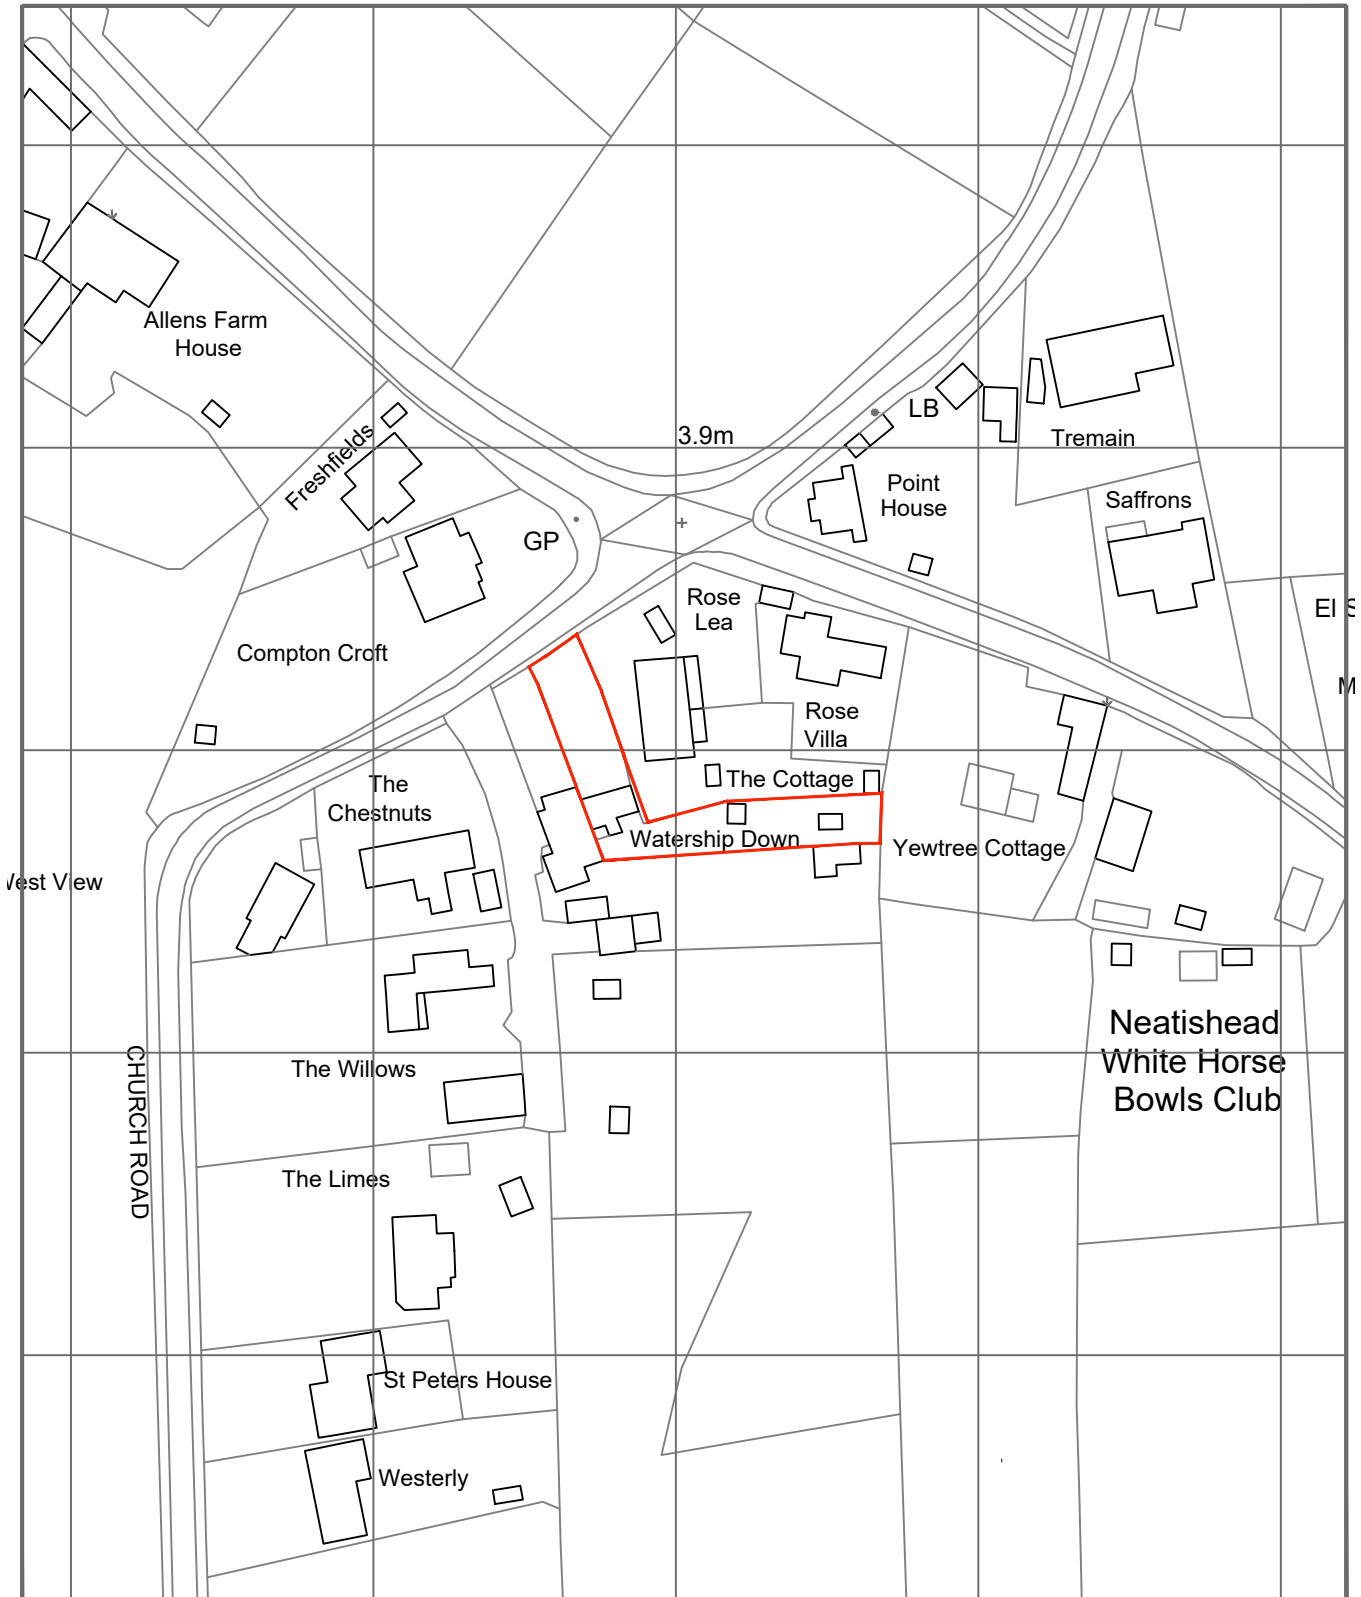 Allens Farm
House
Freshfields
GP
Compton Croft
3.9m
LB
Tremain
Point
House
Saffrons
Rose
Lea
Rose
Villa
The Cottage
Watership Down
Yewtree Cottage
El S
M
The
Chestnuts
West View
Neatishead
White Horse
Bowls Club
CHURCH ROAD
The Willows
The Limes
St Peters House
Westerly